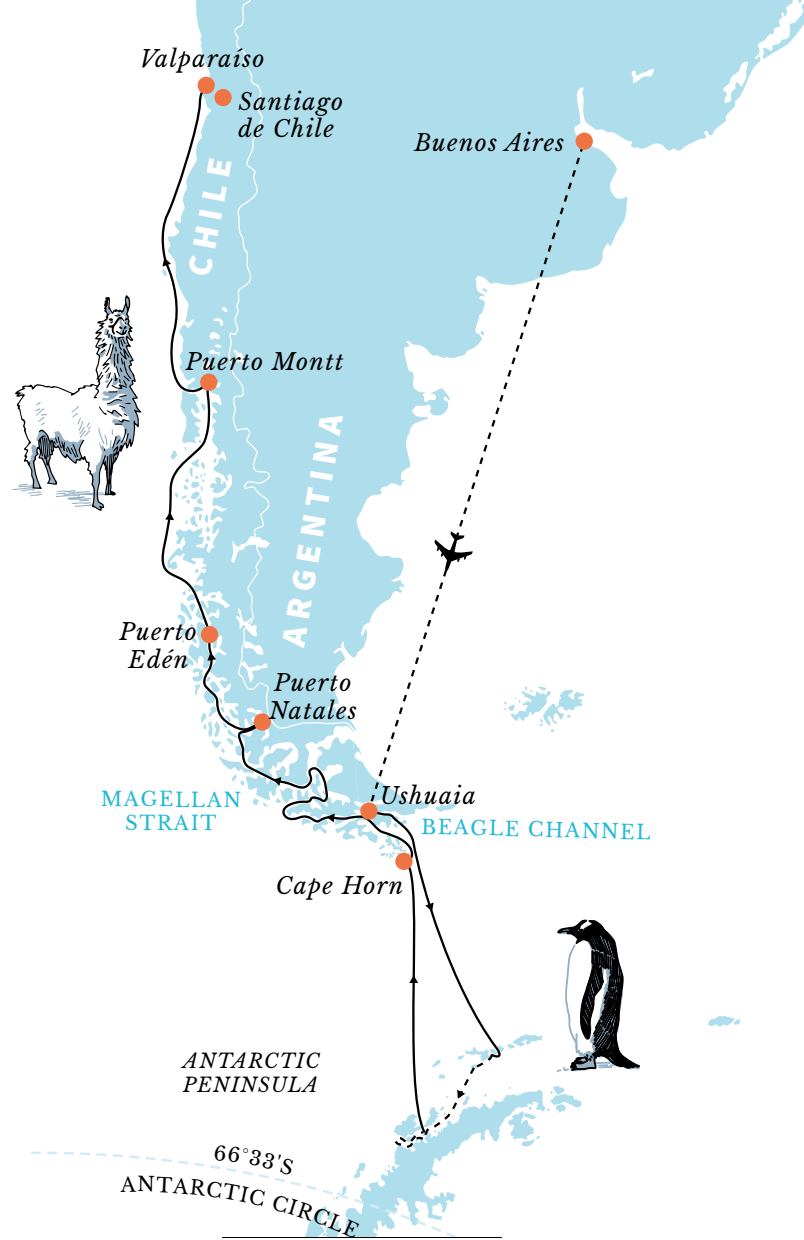 Valparaíso
Santiago
de Chile
Buenos Aires
CHILE
Puerto Montt
ARGENTINA
Puerto
Edén
Puerto
Natales
MAGELLAN
STRAIT
Ushuaia
BEAGLE CHANNEL
Cape Horn
ANTARCTIC
PENINSULA
66°33'S
ANTARCTIC CIRCLE